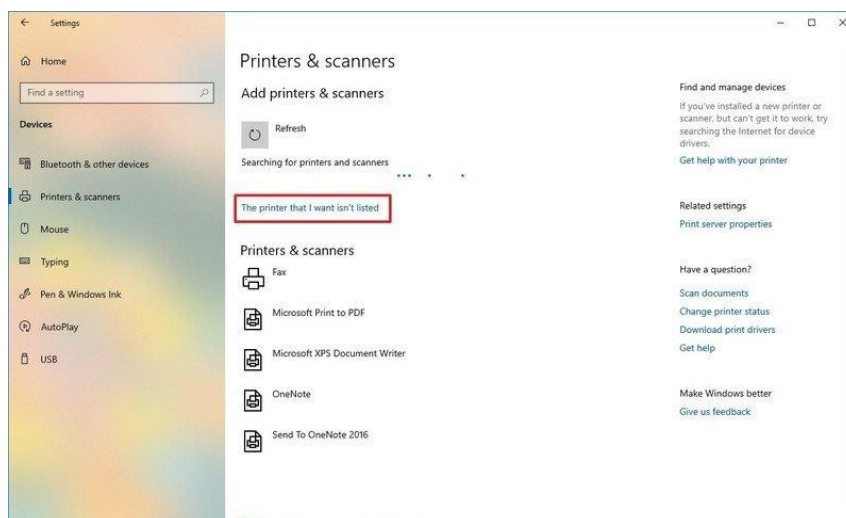 Settings
Home
Find a setting
Devices
Bluetooth & other devices
Printers & scanners
Mouse
Typing
Pen & Windows Ink
AutoPlay
USB
Printers & scanners
Add printers & scanners
Refresh
Searching for printers and scanners
The printer that I want isn't listed
Printers & scanners
Fax
Microsoft Print to PDF
Microsoft XPS Document Writer
OneNote
Send To OneNote 2016
Find and manage devices
If you've installed a new printer or
scanner, but can't get it to work, try
searching the Internet for device
drivers.
Get help with your printer
Related settings
Print server properties
Have a question?
Scan documents
Change printer status
Download print drivers
Get help
Make Windows better
Give us feedback